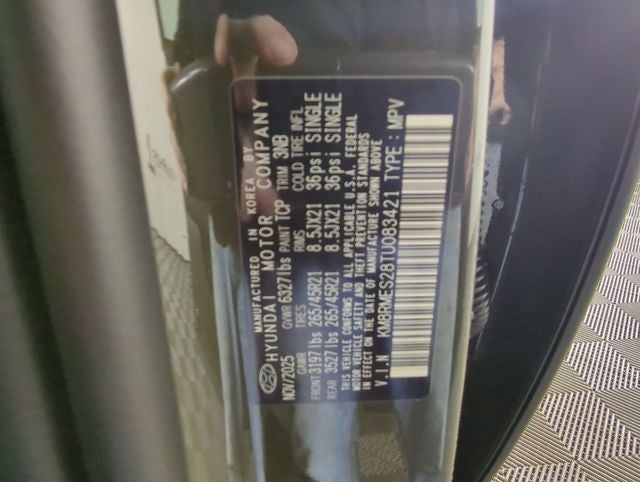 MANUFACTURED IN KOREA BY
HYUNDAI MOTOR COMPANY
NOV/2025 GVWR 6327lbs PAINT TCP TRIM 3NB
GAWR TIRES RIMS COLD TIRE INFL
FRONT 3197lbs 265/45R21 8.5JX21 36psi SINGLE
REAR 3527lbs 265/45R21 8.5JX21 36psi SINGLE
THIS VEHICLE CONFORMS TO ALL APPLICABLE U.S.A. FEDERAL
MOTOR VEHICLE SAFETY AND THEFT PREVENTION STANDARDS
IN EFFECT ON THE DATE OF MANUFACTURE SHOWN ABOVE
V.I.N KM8RMES28TU083421 TYPE : MPV